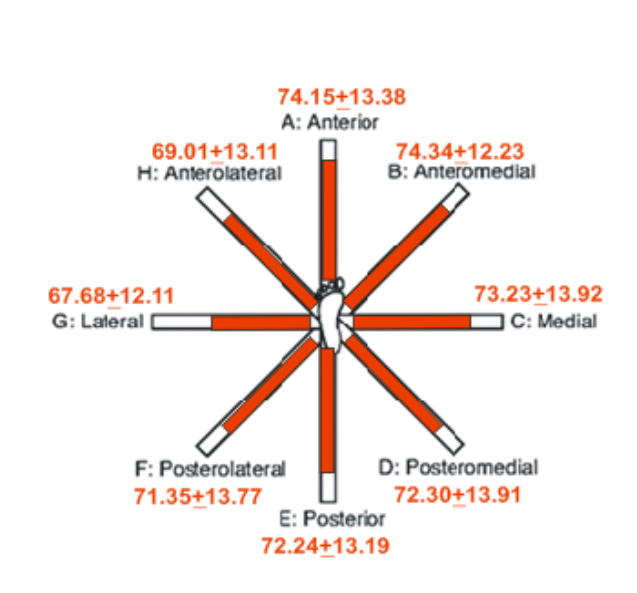 74.15+13.38
A: Anterior
69.01+13.11
H: Anterolateral
74.34+12.23
B: Anteromedial
67.68+12.11
G: Lateral
73.23+13.92
C: Medial
F: Posterolateral
71.35+13.77
D: Posteromedial
72.30+13.91
E: Posterior
72.24+13.19